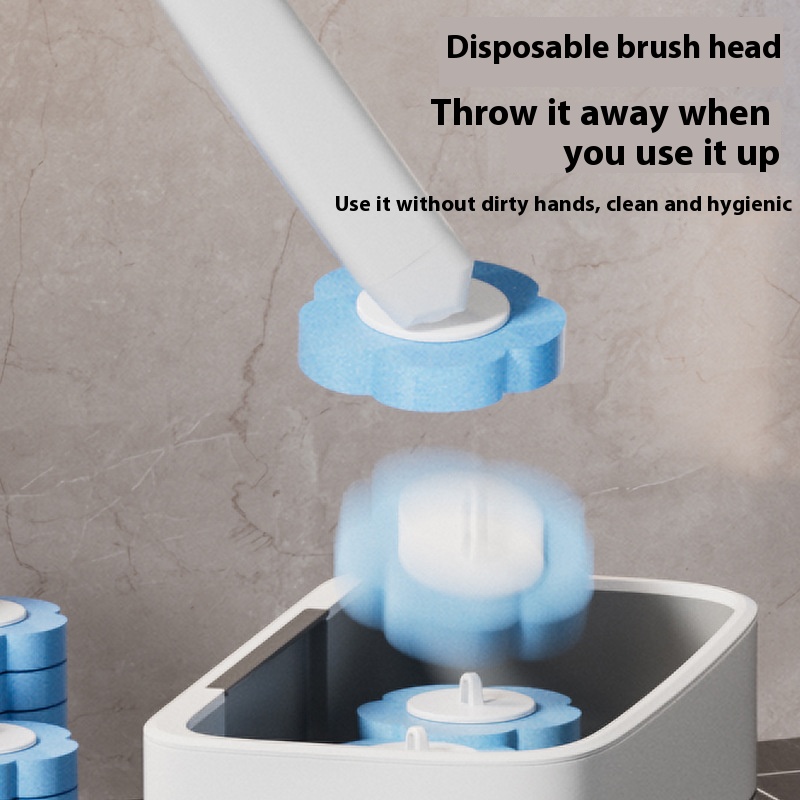 Disposable brush head
Throw it away when
you use it up
Use it without dirty hands, clean and hygienic